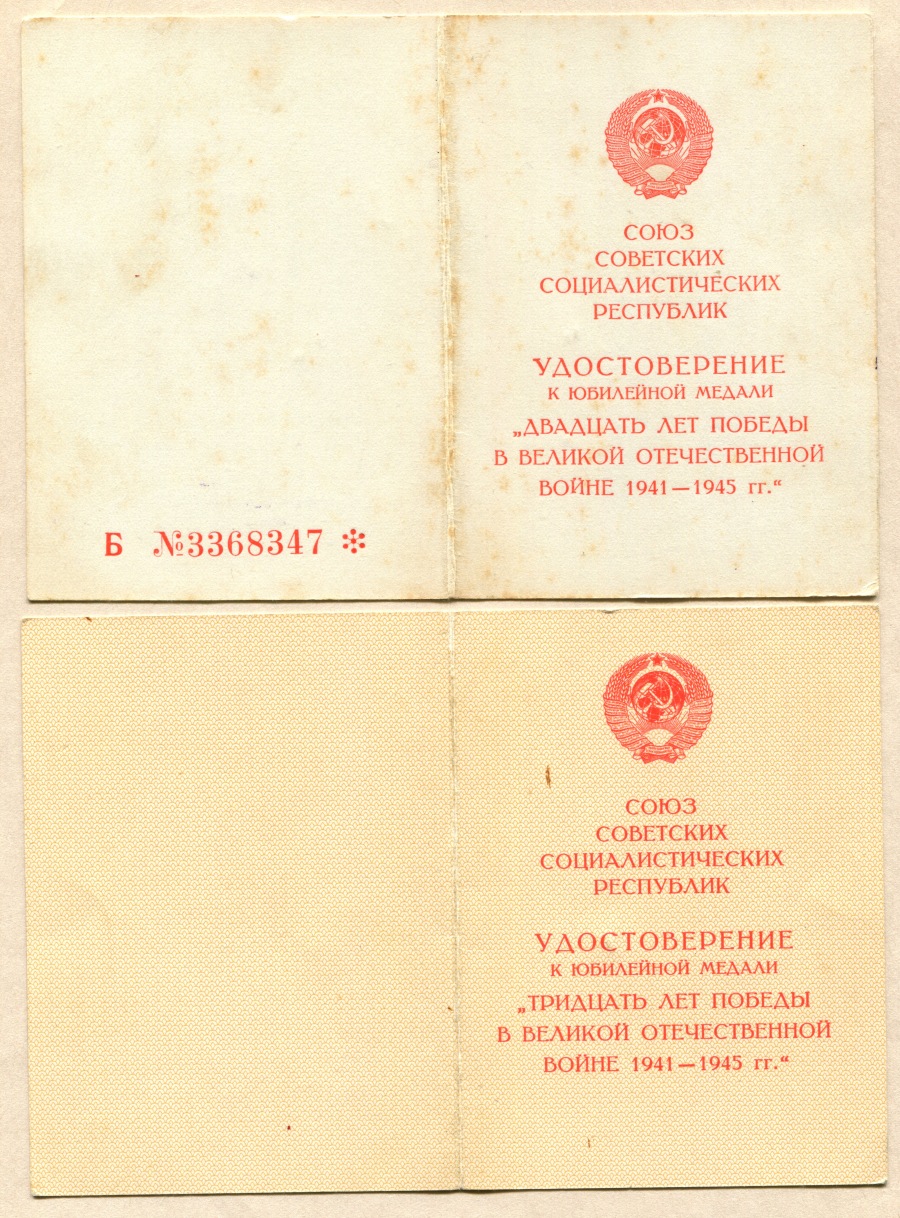 Б №3368347
СОЮЗ
СОВЕТСКИХ
СОЦИАЛИСТИЧЕСКИХ
РЕСПУБЛИК
УДОСТОВЕРЕНИЕ
К ЮБИЛЕЙНОЙ МЕДАЛИ
„ДВАДЦАТЬ ЛЕТ ПОБЕДЫ
В ВЕЛИКОЙ ОТЕЧЕСТВЕННОЙ
ВОЙНЕ 1941—1945 гг.“
СОЮЗ
СОВЕТСКИХ
СОЦИАЛИСТИЧЕСКИХ
РЕСПУБЛИК
УДОСТОВЕРЕНИЕ
К ЮБИЛЕЙНОЙ МЕДАЛИ
„ТРИДЦАТЬ ЛЕТ ПОБЕДЫ
В ВЕЛИКОЙ ОТЕЧЕСТВЕННОЙ
ВОЙНЕ 1941—1945 гг.“